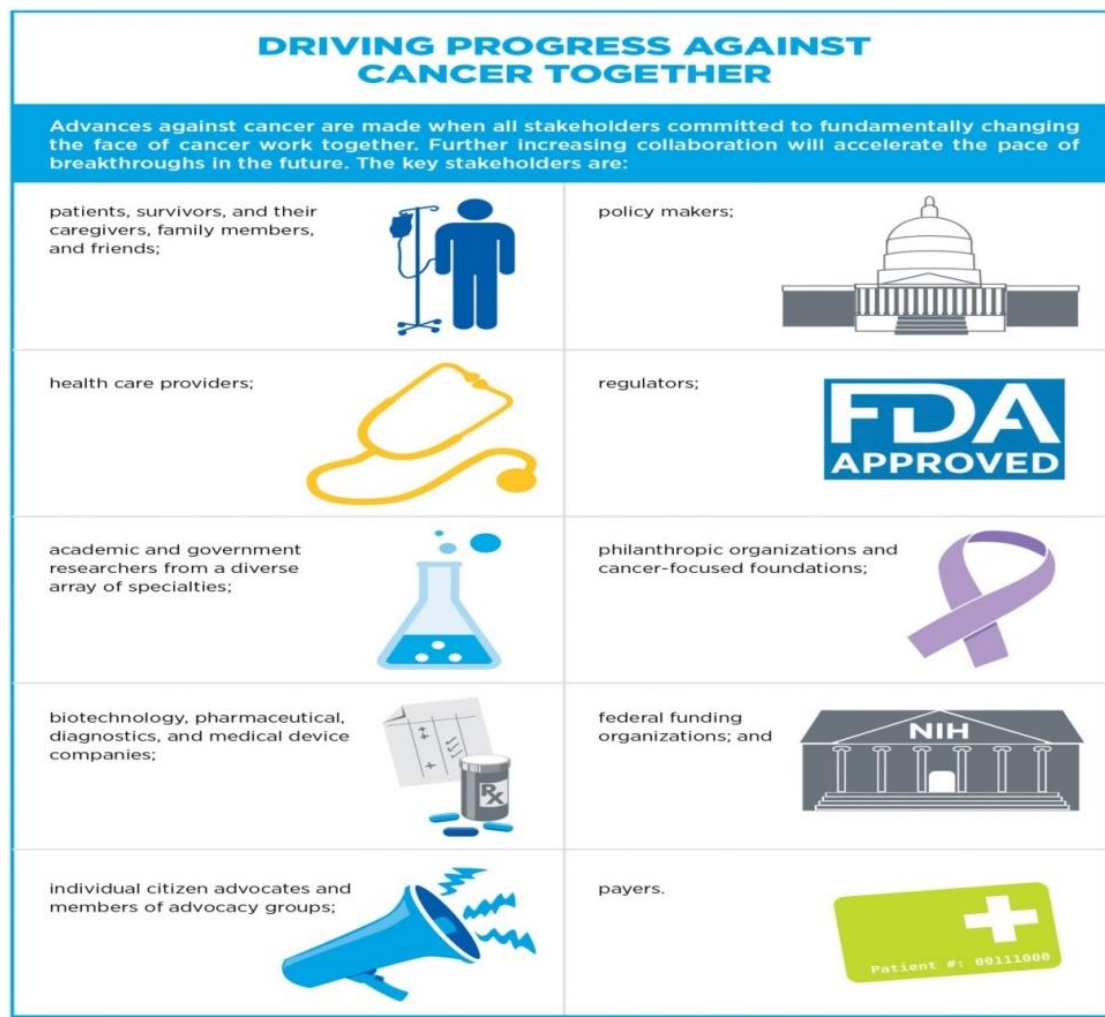 DRIVING PROGRESS AGAINST
CANCER TOGETHER
Advances against cancer are made when all stakeholders committed to fundamentally changing
the face of cancer work together. Further increasing collaboration will accelerate the pace of
breakthroughs in the future. The key stakeholders are:
patients, survivors, and their
caregivers, family members,
and friends;
policy makers;
health care providers;
regulators;
FDA
APPROVED
academic and government
researchers from a diverse
array of specialties;
philanthropic organizations and
cancer-focused foundations;
biotechnology, pharmaceutical,
diagnostics, and medical device
companies;
RX
federal funding
organizations; and
NIH
individual citizen advocates and
members of advocacy groups;
payers.
Patient #: 00111000